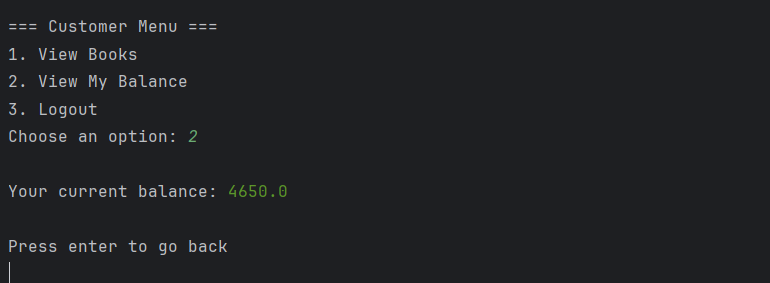 === Customer Menu ===
1. View Books
2. View My Balance
3. Logout
Choose an option: 2
Your current balance: 4650.0
Press enter to go back